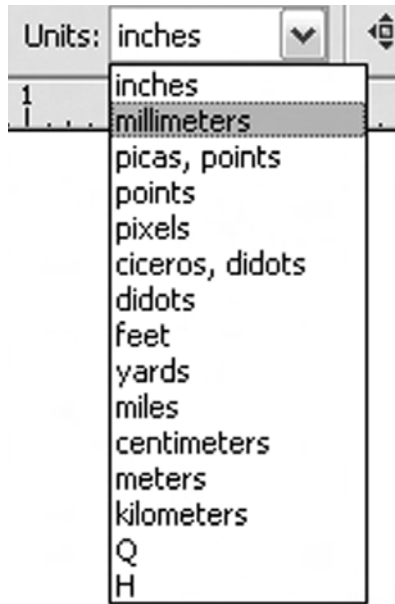 Units: inches
1
inches
millimeters
picas, points
points
pixels
ciceros, didots
didots
feet
yards
miles
centimeters
meters
kilometers
Q
H